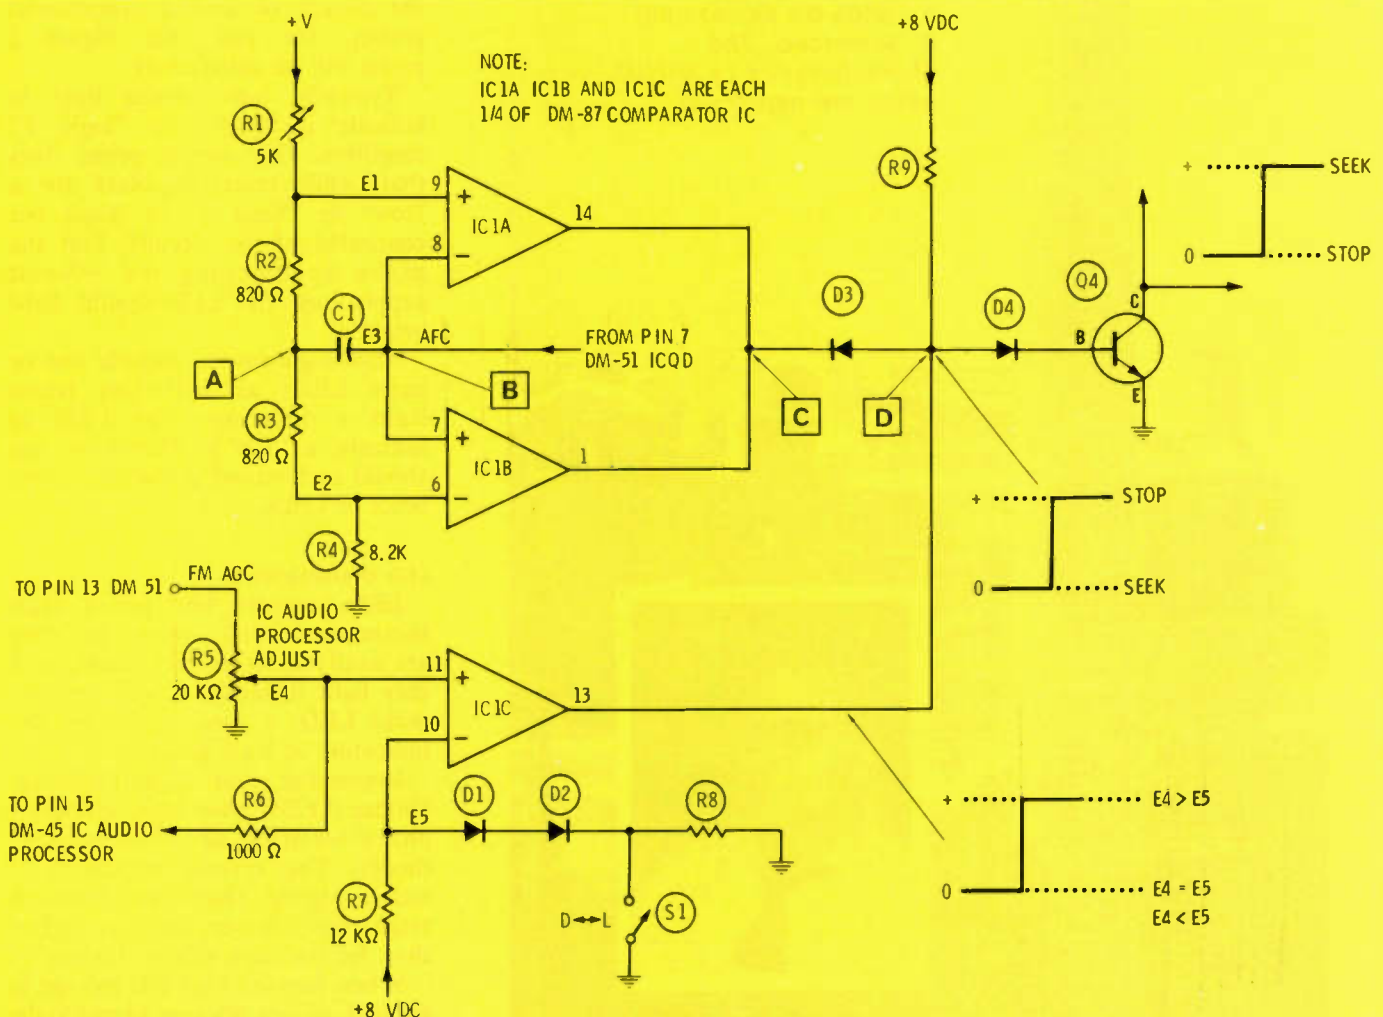 +V
+8 VDC
NOTE:
IC1A IC1B AND IC1C ARE EACH
1/4 OF DM-87 COMPARATOR IC
R1
5K
E1
9
+
IC1A
14
8
−
R9
+
SEEK
0
STOP
R2
820 Ω
C1
E3
AFC
FROM PIN 7
DM-51 ICQD
D3
D4
Q4
C
B
E
A
B
C
D
R3
820 Ω
7
+
IC1B
1
E2
6
−
R4
8.2K
+
STOP
0
SEEK
TO PIN 13 DM 51
FM AGC
IC AUDIO
PROCESSOR
ADJUST
R5
20 KΩ
E4
11
+
IC1C
13
10
−
TO PIN 15
DM-45 IC AUDIO
PROCESSOR
R6
1000 Ω
E5
D1
D2
R8
R7
12 KΩ
D↔L
S1
+8 VDC
+
E4 > E5
0
E4 = E5
E4 < E5